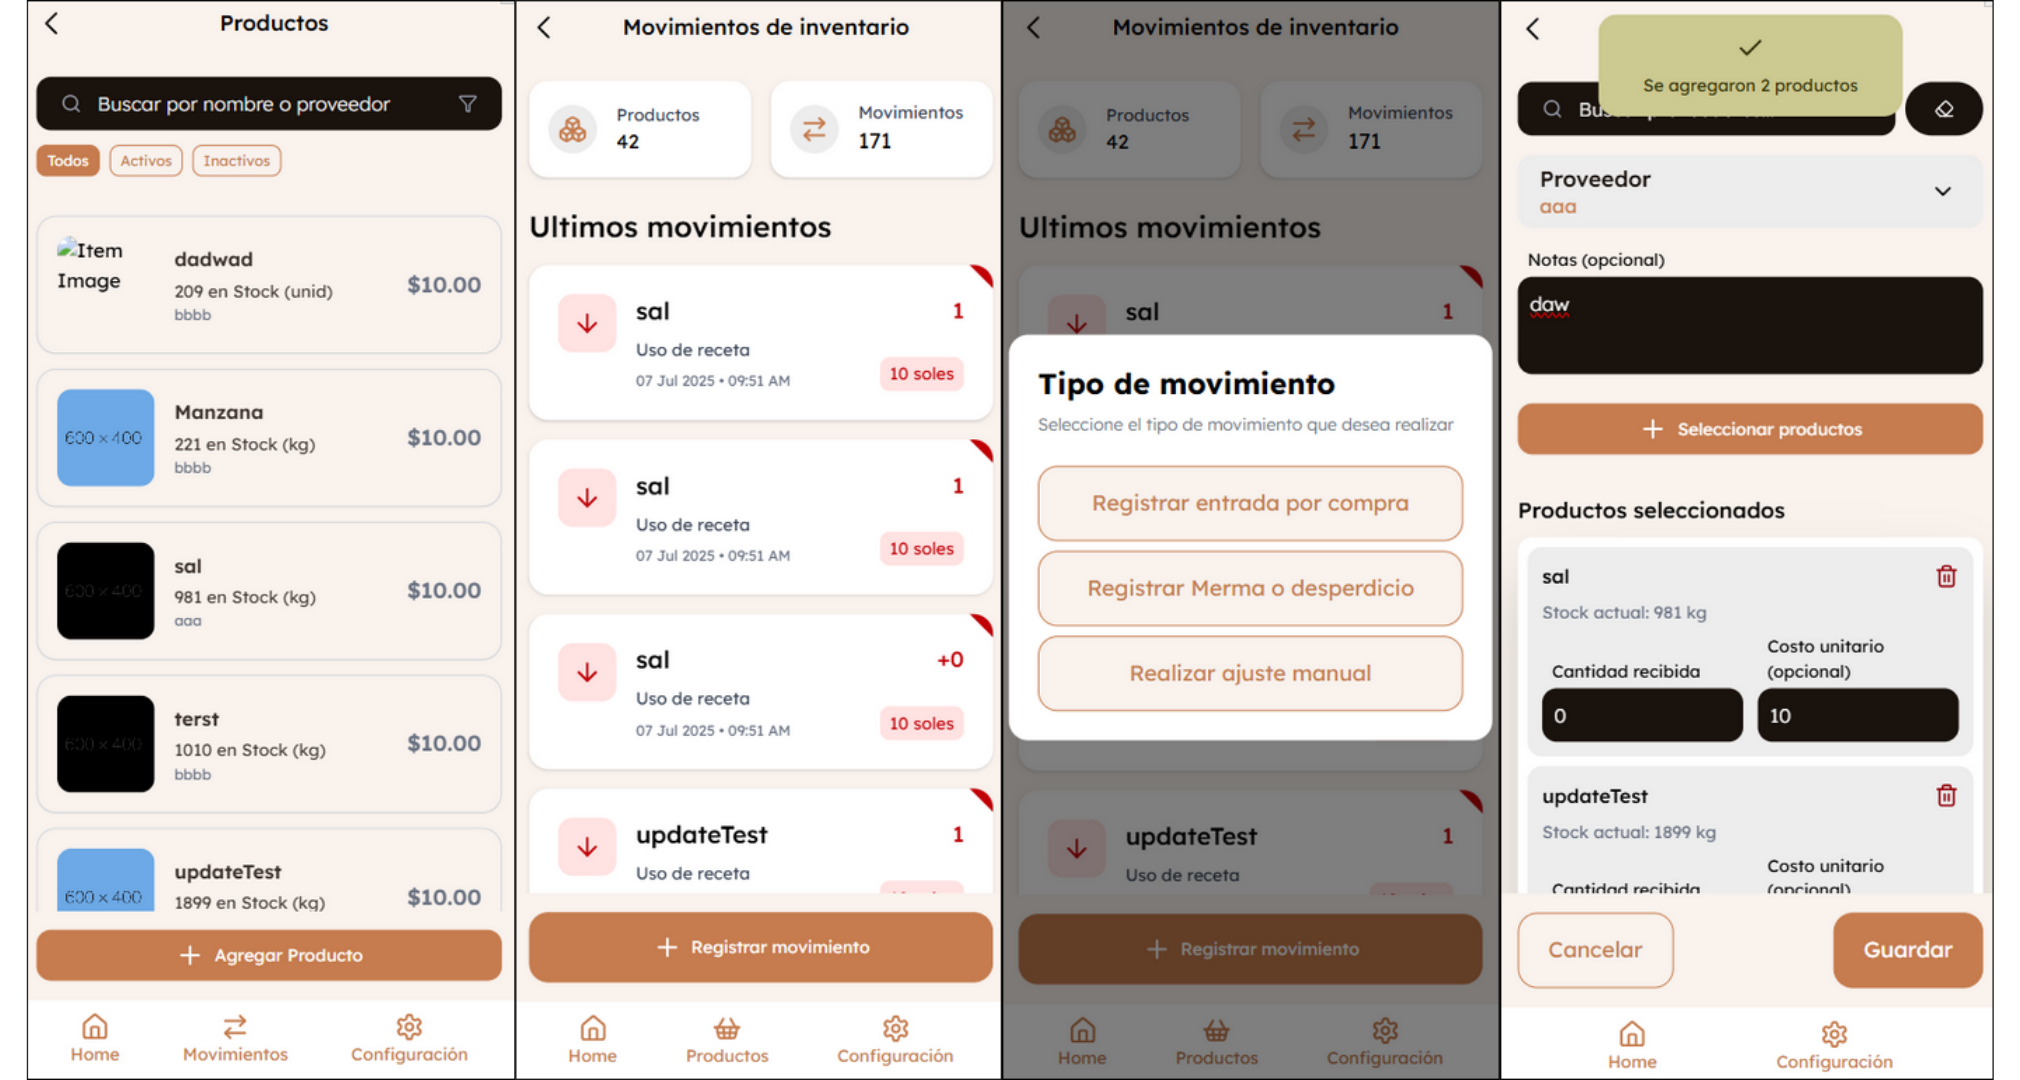 Productos
Buscar por nombre o proveedor
Todos
Activos
Inactivos
Item
Image
dadwad
209 en Stock (unid)
bbbb
$10.00
600 × 400
Manzana
221 en Stock (kg)
bbbb
$10.00
600 × 400
sal
981 en Stock (kg)
aaa
$10.00
600 × 400
terst
1010 en Stock (kg)
bbbb
$10.00
600 × 400
updateTest
1899 en Stock (kg)
$10.00
+ Agregar Producto
Home
Movimientos
Configuración
Movimientos de inventario
Productos
42
Movimientos
171
Ultimos movimientos
sal
1
Uso de receta
07 Jul 2025 • 09:51 AM
10 soles
sal
1
Uso de receta
07 Jul 2025 • 09:51 AM
10 soles
sal
+0
Uso de receta
07 Jul 2025 • 09:51 AM
10 soles
updateTest
1
Uso de receta
+ Registrar movimiento
Home
Productos
Configuración
Movimientos de inventario
Productos
42
Movimientos
171
Ultimos movimientos
sal
1
Tipo de movimiento
Seleccione el tipo de movimiento que desea realizar
Registrar entrada por compra
Registrar Merma o desperdicio
Realizar ajuste manual
updateTest
1
Uso de receta
+ Registrar movimiento
Home
Productos
Configuración
Se agregaron 2 productos
Proveedor
aaa
Notas (opcional)
daw
+ Seleccionar productos
Productos seleccionados
sal
Stock actual: 981 kg
Cantidad recibida
0
Costo unitario
(opcional)
10
updateTest
Stock actual: 1899 kg
Cantidad recibida
Costo unitario
(opcional)
Cancelar
Guardar
Home
Configuración